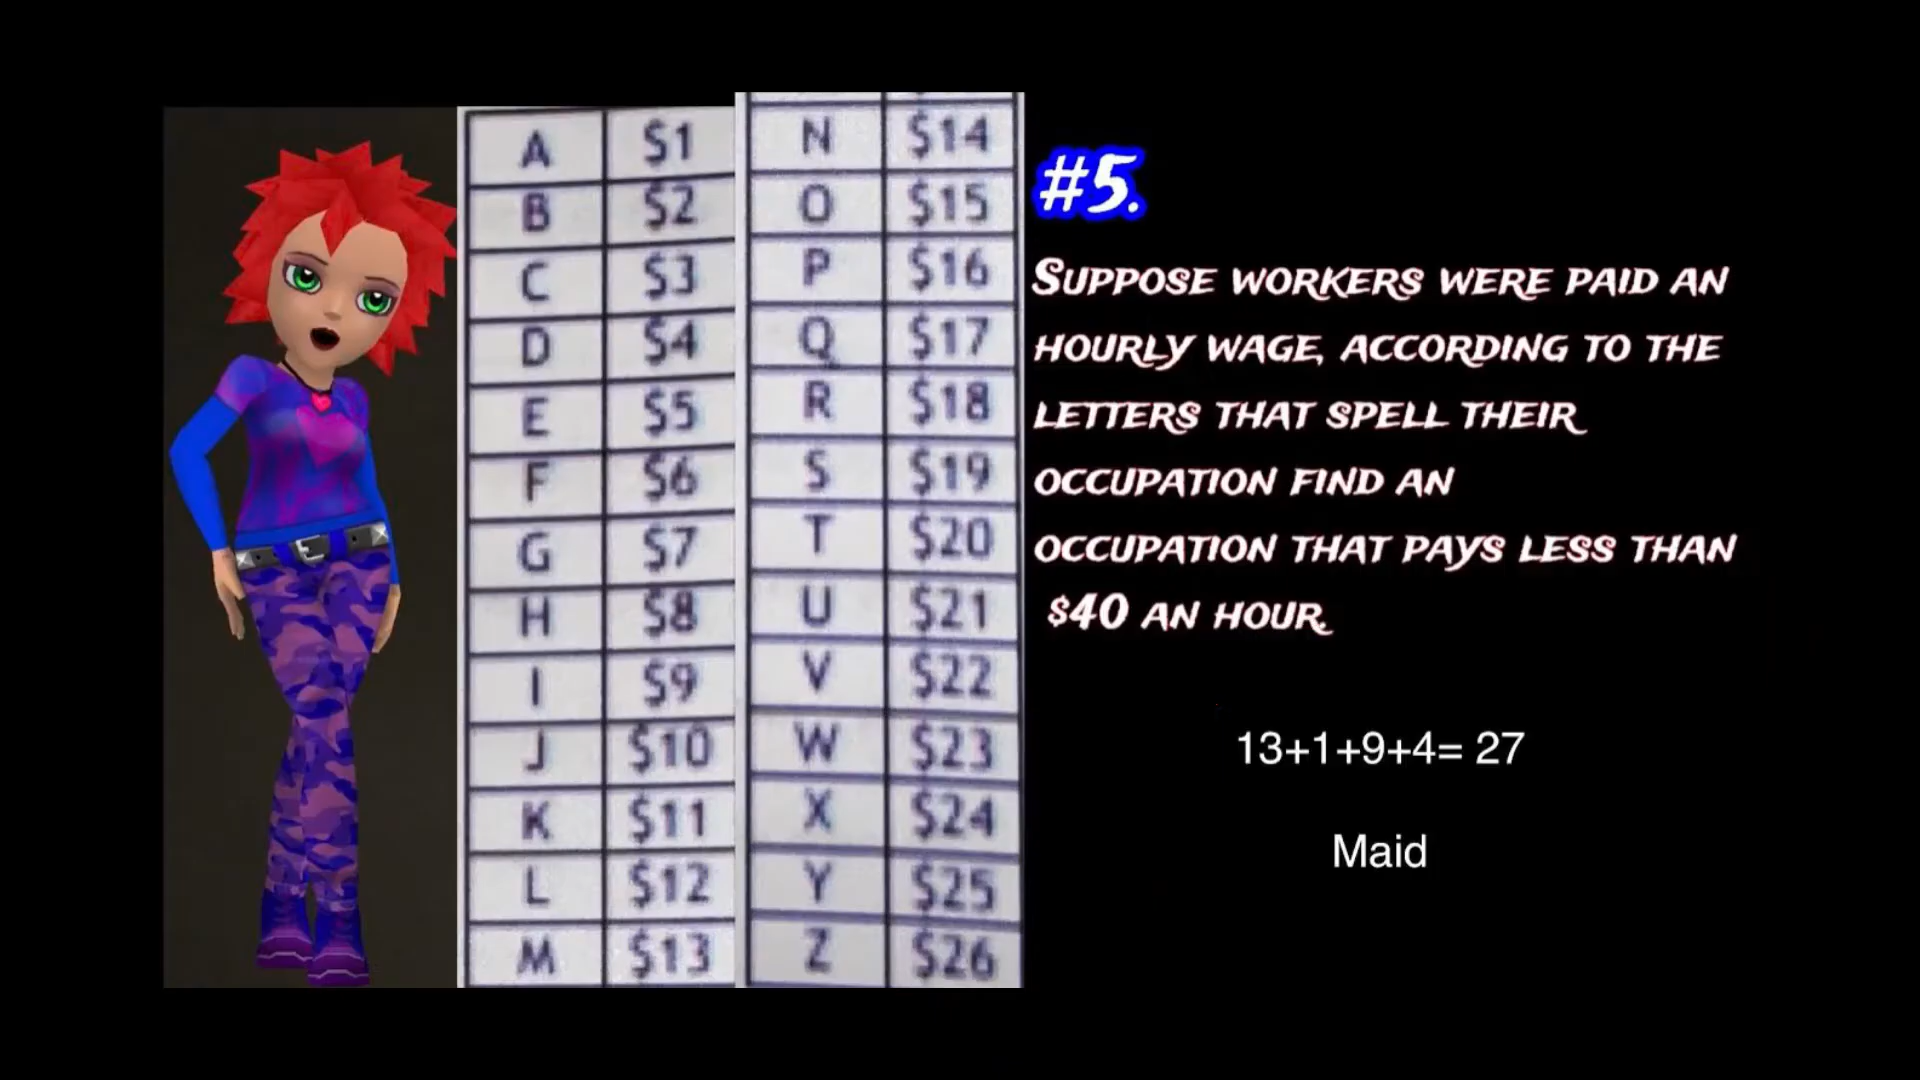 A $1
B $2
C $3
D $4
E $5
F $6
G $7
H $8
I $9
J $10
K $11
L $12
M $13
N $14
O $15
P $16
Q $17
R $18
S $19
T $20
U $21
V $22
W $23
X $24
Y $25
Z $26
#5.
SUPPOSE WORKERS WERE PAID AN
HOURLY WAGE, ACCORDING TO THE
LETTERS THAT SPELL THEIR
OCCUPATION FIND AN
OCCUPATION THAT PAYS LESS THAN
$40 AN HOUR.
13+1+9+4= 27
Maid